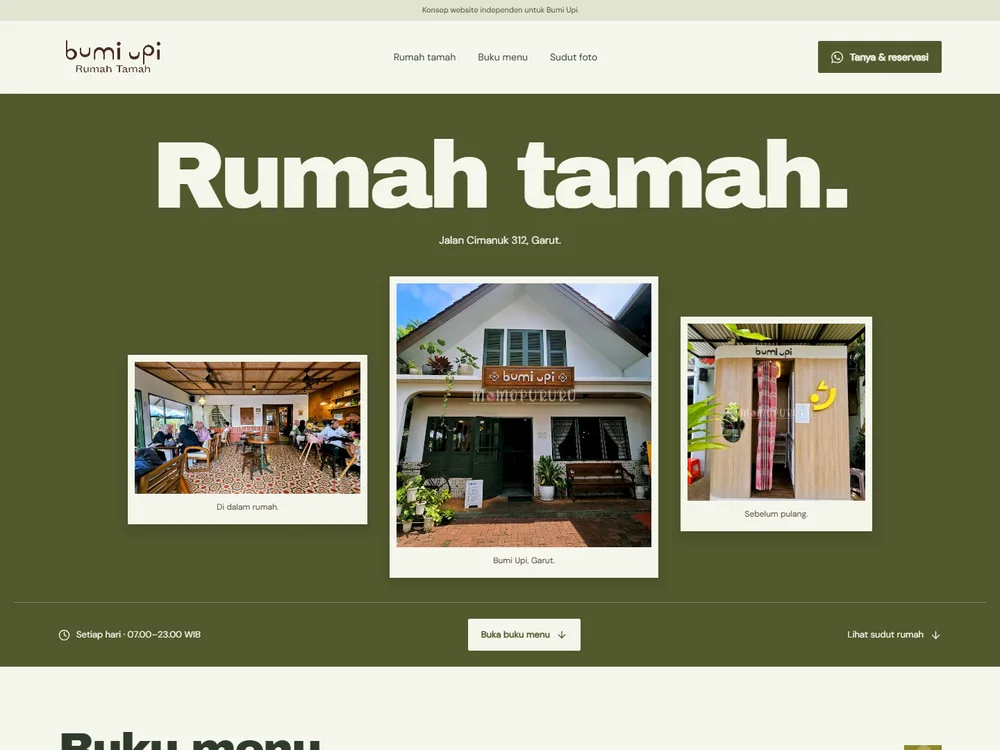 Konsep website independen untuk Bumi Upi
bumi upi
Rumah Tamah
Rumah tamah
Buku menu
Sudut foto
Tanya & reservasi
Rumah tamah.
Jalan Cimanuk 312, Garut.
bumi upi
MOMOPURURU
312
Di dalam rumah.
Bumi Upi, Garut.
bumi upi
Sebelum pulang.
Setiap hari · 07.00–23.00 WIB
Buka buku menu
Lihat sudut rumah
Buku menu